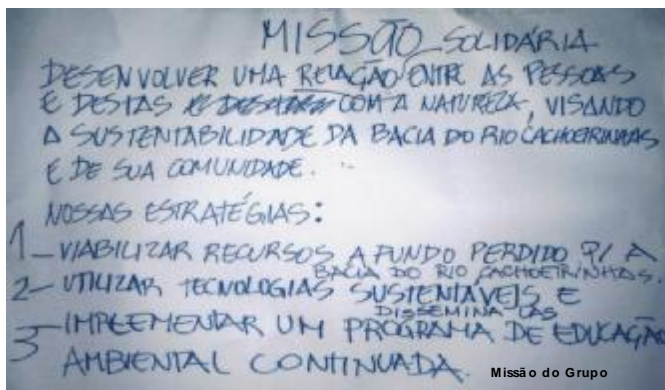 MISSÃO SOLIDÁRIA
DESENVOLVER UMA RELAÇÃO ENTRE AS PESSOAS
E DESTAS COM A NATUREZA, VISANDO
A SUSTENTABILIDADE DA BACIA DO RIO CACHOEIRINHAS
E DE SUA COMUNIDADE.
NOSSAS ESTRATÉGIAS:
1 - VIABILIZAR RECURSOS A FUNDO PERDIDO P/ A
BACIA DO RIO CACHOEIRINHAS.
2 - UTILIZAR TECNOLOGIAS SUSTENTÁVEIS E
DISSEMINA-LAS
3 - IMPLEMENTAR UM PROGRAMA DE EDUCAÇÃO
AMBIENTAL CONTINUADA.
Missão do Grupo